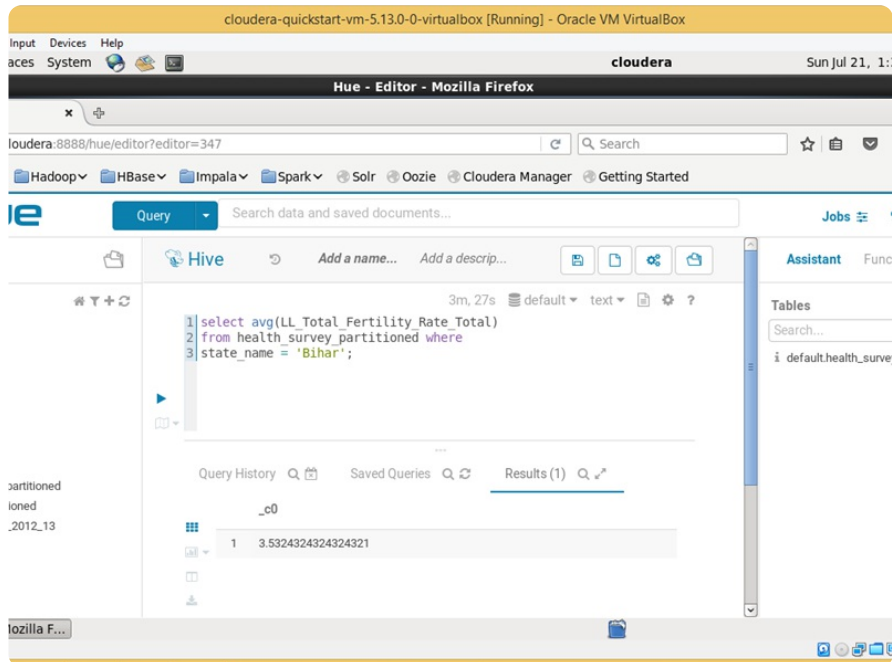 cloudera-quickstart-vm-5.13.0-0-virtualbox [Running] - Oracle VM VirtualBox
Input Devices Help
aces System cloudera Sun Jul 21, 1:
Hue - Editor - Mozilla Firefox
loudera:8888/hue/editor?editor=347 Search
Hadoop HBase Impala Spark Solr Oozie Cloudera Manager Getting Started
ue Query Search data and saved documents... Jobs
Hive Add a name... Add a descrip... Assistant Func
3m, 27s default text ?
Tables
1 select avg(LL_Total_Fertility_Rate_Total)
Search...
2 from health_survey_partitioned where
3 state_name = 'Bihar';
default.health_surve
Query History Saved Queries Results (1)
partitioned
ioned
_2012_13
_c0
1 3.5324324324324321
Mozilla F...